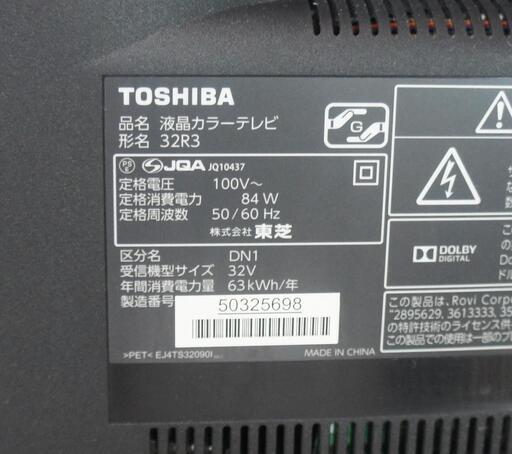 TOSHIBA
品名 液晶カラーテレビ
形名 32R3
G
PS E JQA JQ10437
定格電圧 100V~
定格消費電力 84 W
定格周波数 50/60 Hz
株式会社 東芝
区分名 DN1
受信機型サイズ 32V
年間消費電力量 63kWh/年
製造番号 50325698
>PET< EJ4TS32090I
MADE IN CHINA
DOLBY
DIGITAL
この製品は、Rovi Corp
"2895629, 3613333, 35
の特許技術のライセンス供
この製品での使用は一部の